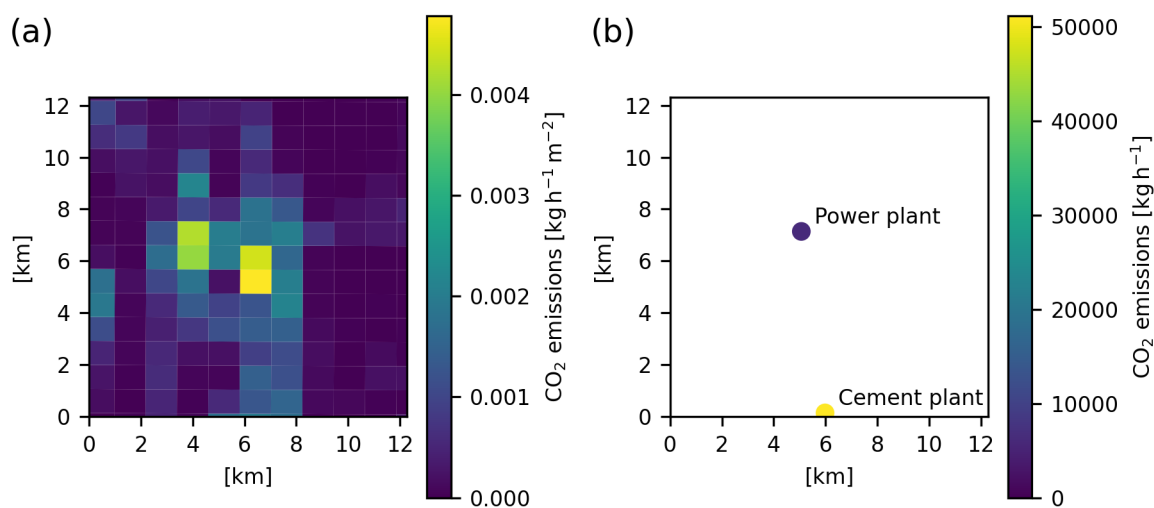 (a)
12
10
8
6
4
2
0
[km]
0 2 4 6 8 10 12
[km]
0.004
0.003
0.002
0.001
0.000
CO₂ emissions [kg h⁻¹ m⁻²]
(b)
12
10
8
6
4
2
0
[km]
Power plant
Cement plant
0 2 4 6 8 10 12
[km]
50000
40000
30000
20000
10000
0
CO₂ emissions [kg h⁻¹]